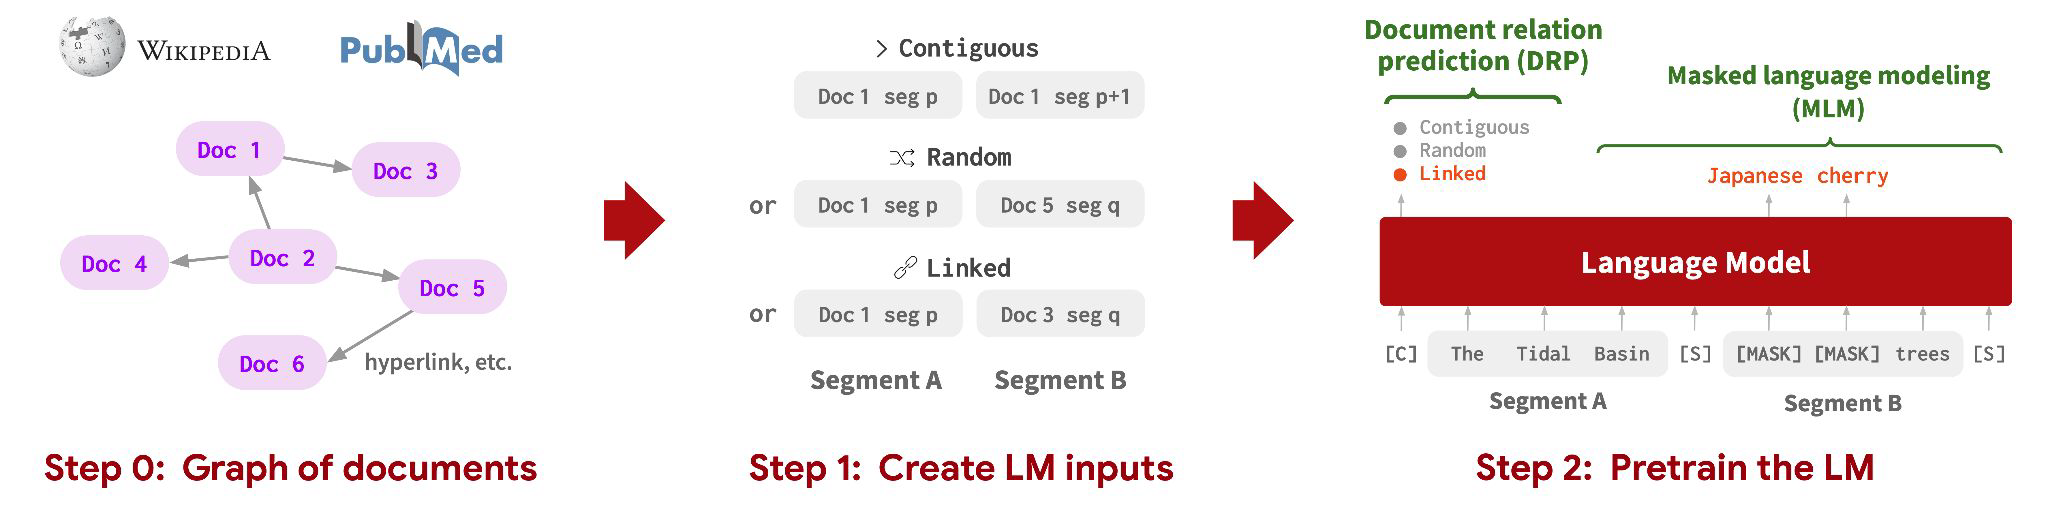 WIKIPEDIA
PubMed
Doc 1
Doc 3
Doc 2
Doc 4
Doc 5
Doc 6
hyperlink, etc.
Step 0: Graph of documents
> Contiguous
Doc 1 seg p Doc 1 seg p+1
Random
or Doc 1 seg p Doc 5 seg q
Linked
or Doc 1 seg p Doc 3 seg q
Segment A Segment B
Step 1: Create LM inputs
Document relation
prediction (DRP)
Masked language modeling
(MLM)
Contiguous
Random
Linked
Japanese cherry
Language Model
[C] The Tidal Basin [S] [MASK] [MASK] trees [S]
Segment A Segment B
Step 2: Pretrain the LM